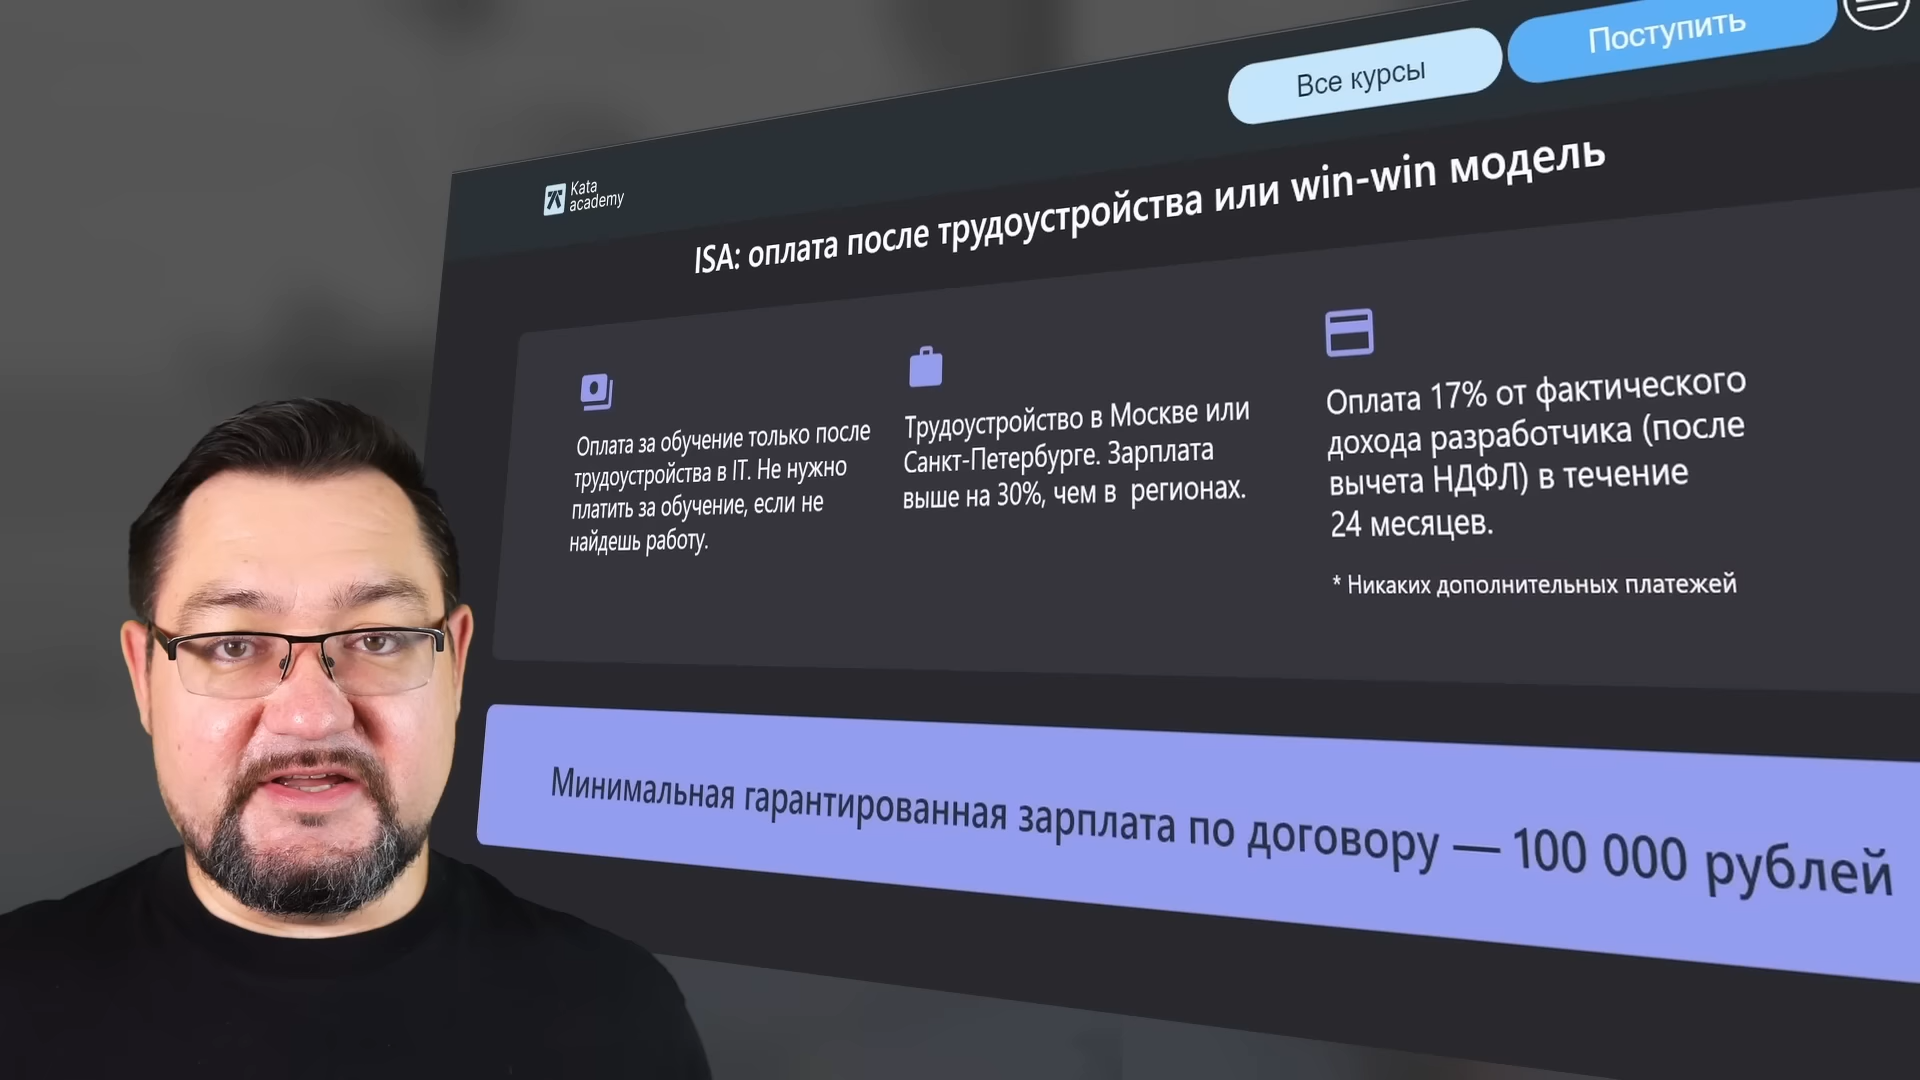 Все курсы
Поступить
Kata
academy
ISA: оплата после трудоустройства или win-win модель
Оплата за обучение только после
трудоустройства в IT. Не нужно
платить за обучение, если не
найдешь работу.
Трудоустройство в Москве или
Санкт-Петербурге. Зарплата
выше на 30%, чем в регионах.
Оплата 17% от фактического
дохода разработчика (после
вычета НДФЛ) в течение
24 месяцев.
* Никаких дополнительных платежей
Минимальная гарантированная зарплата по договору — 100 000 рублей